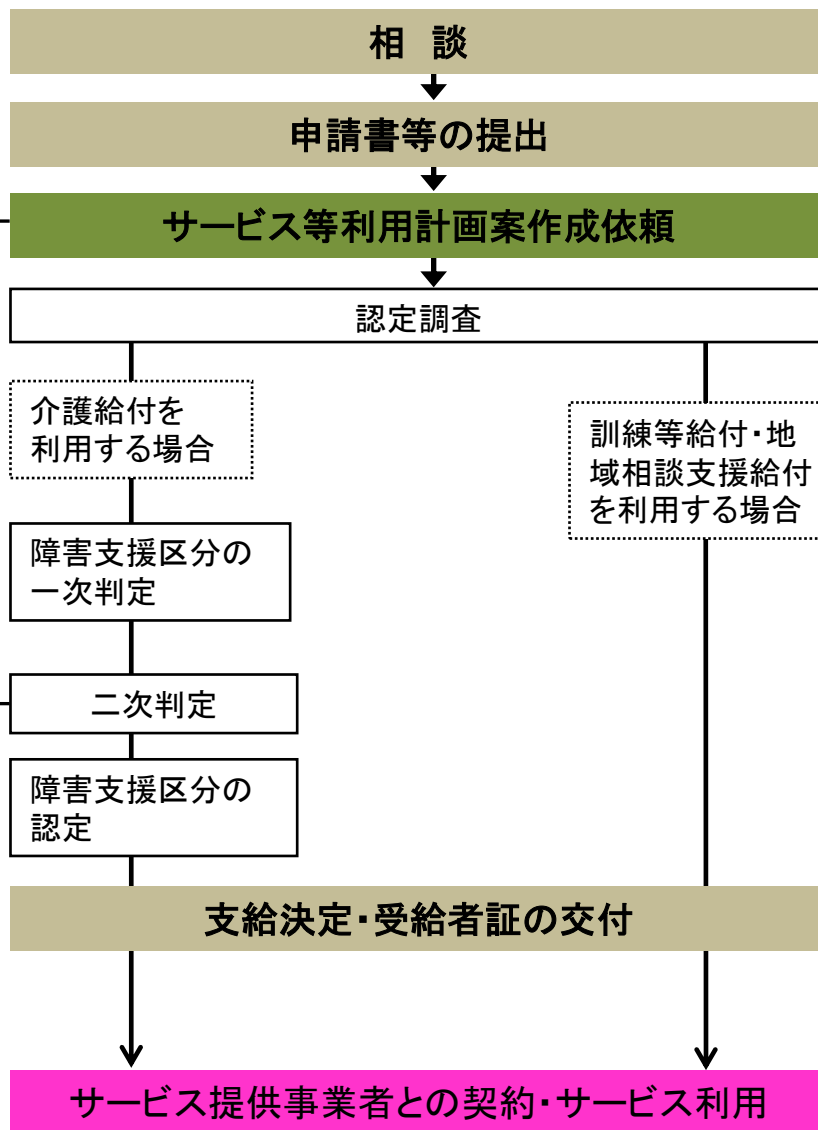 相　談
申請書等の提出
サービス等利用計画案作成依頼
認定調査
介護給付を
利用する場合
訓練等給付・地
域相談支援給付
を利用する場合
障害支援区分の
一次判定
二次判定
障害支援区分の
認定
支給決定・受給者証の交付
サービス提供事業者との契約・サービス利用